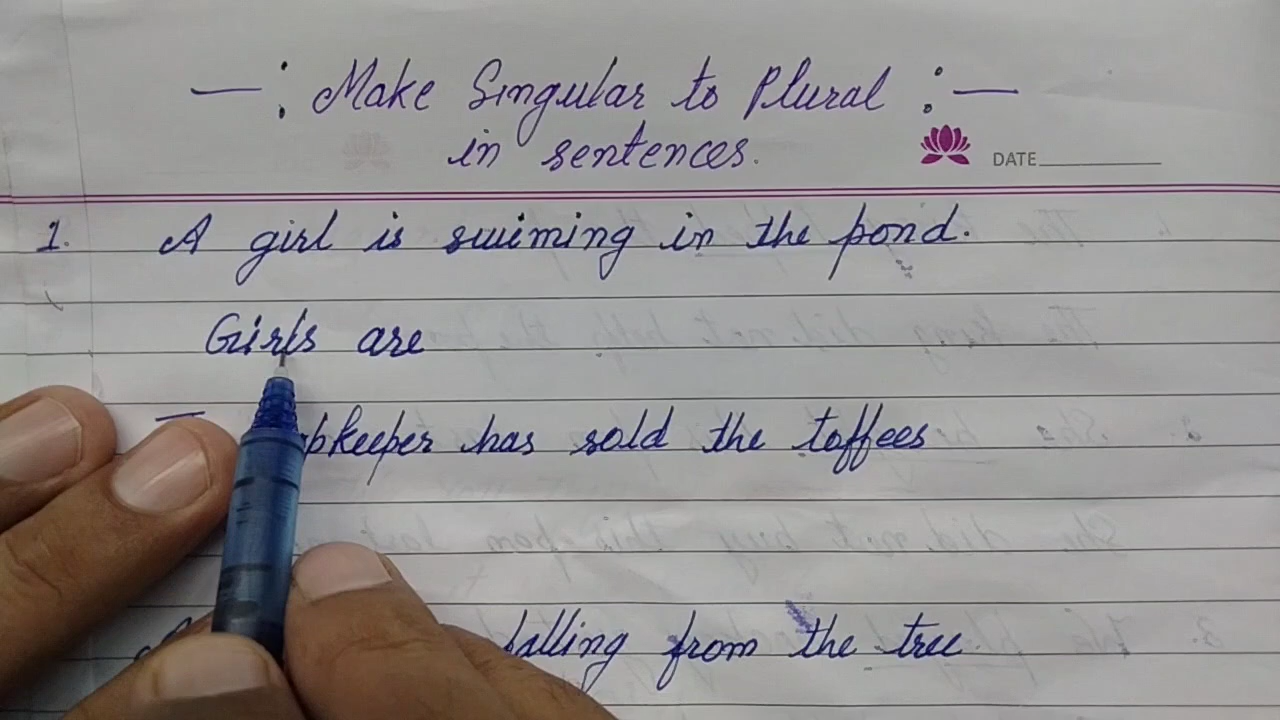 —: Make Singular to Plural :—
in sentences.
DATE
1. A girl is swiming in the pond.
Girls are
has sold the toffees
falling from the tree